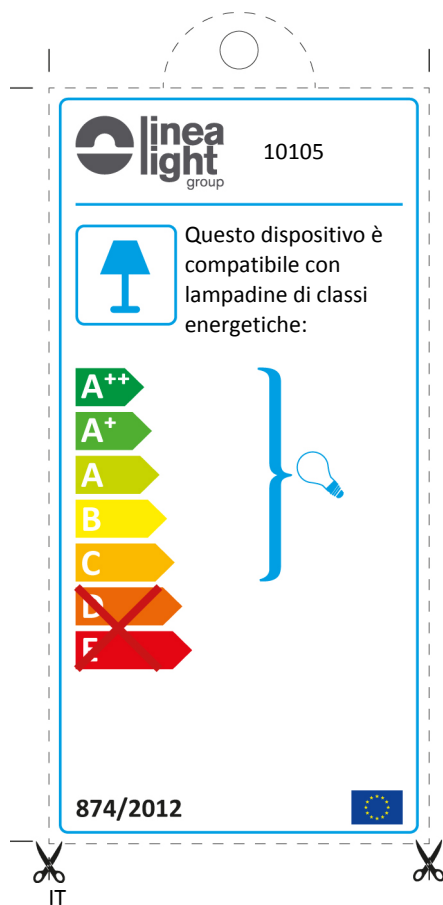 linea
light
group
10105
Questo dispositivo è
compatibile con
lampadine di classi
energetiche:
A++
A+
A
B
C
D
E
874/2012
IT